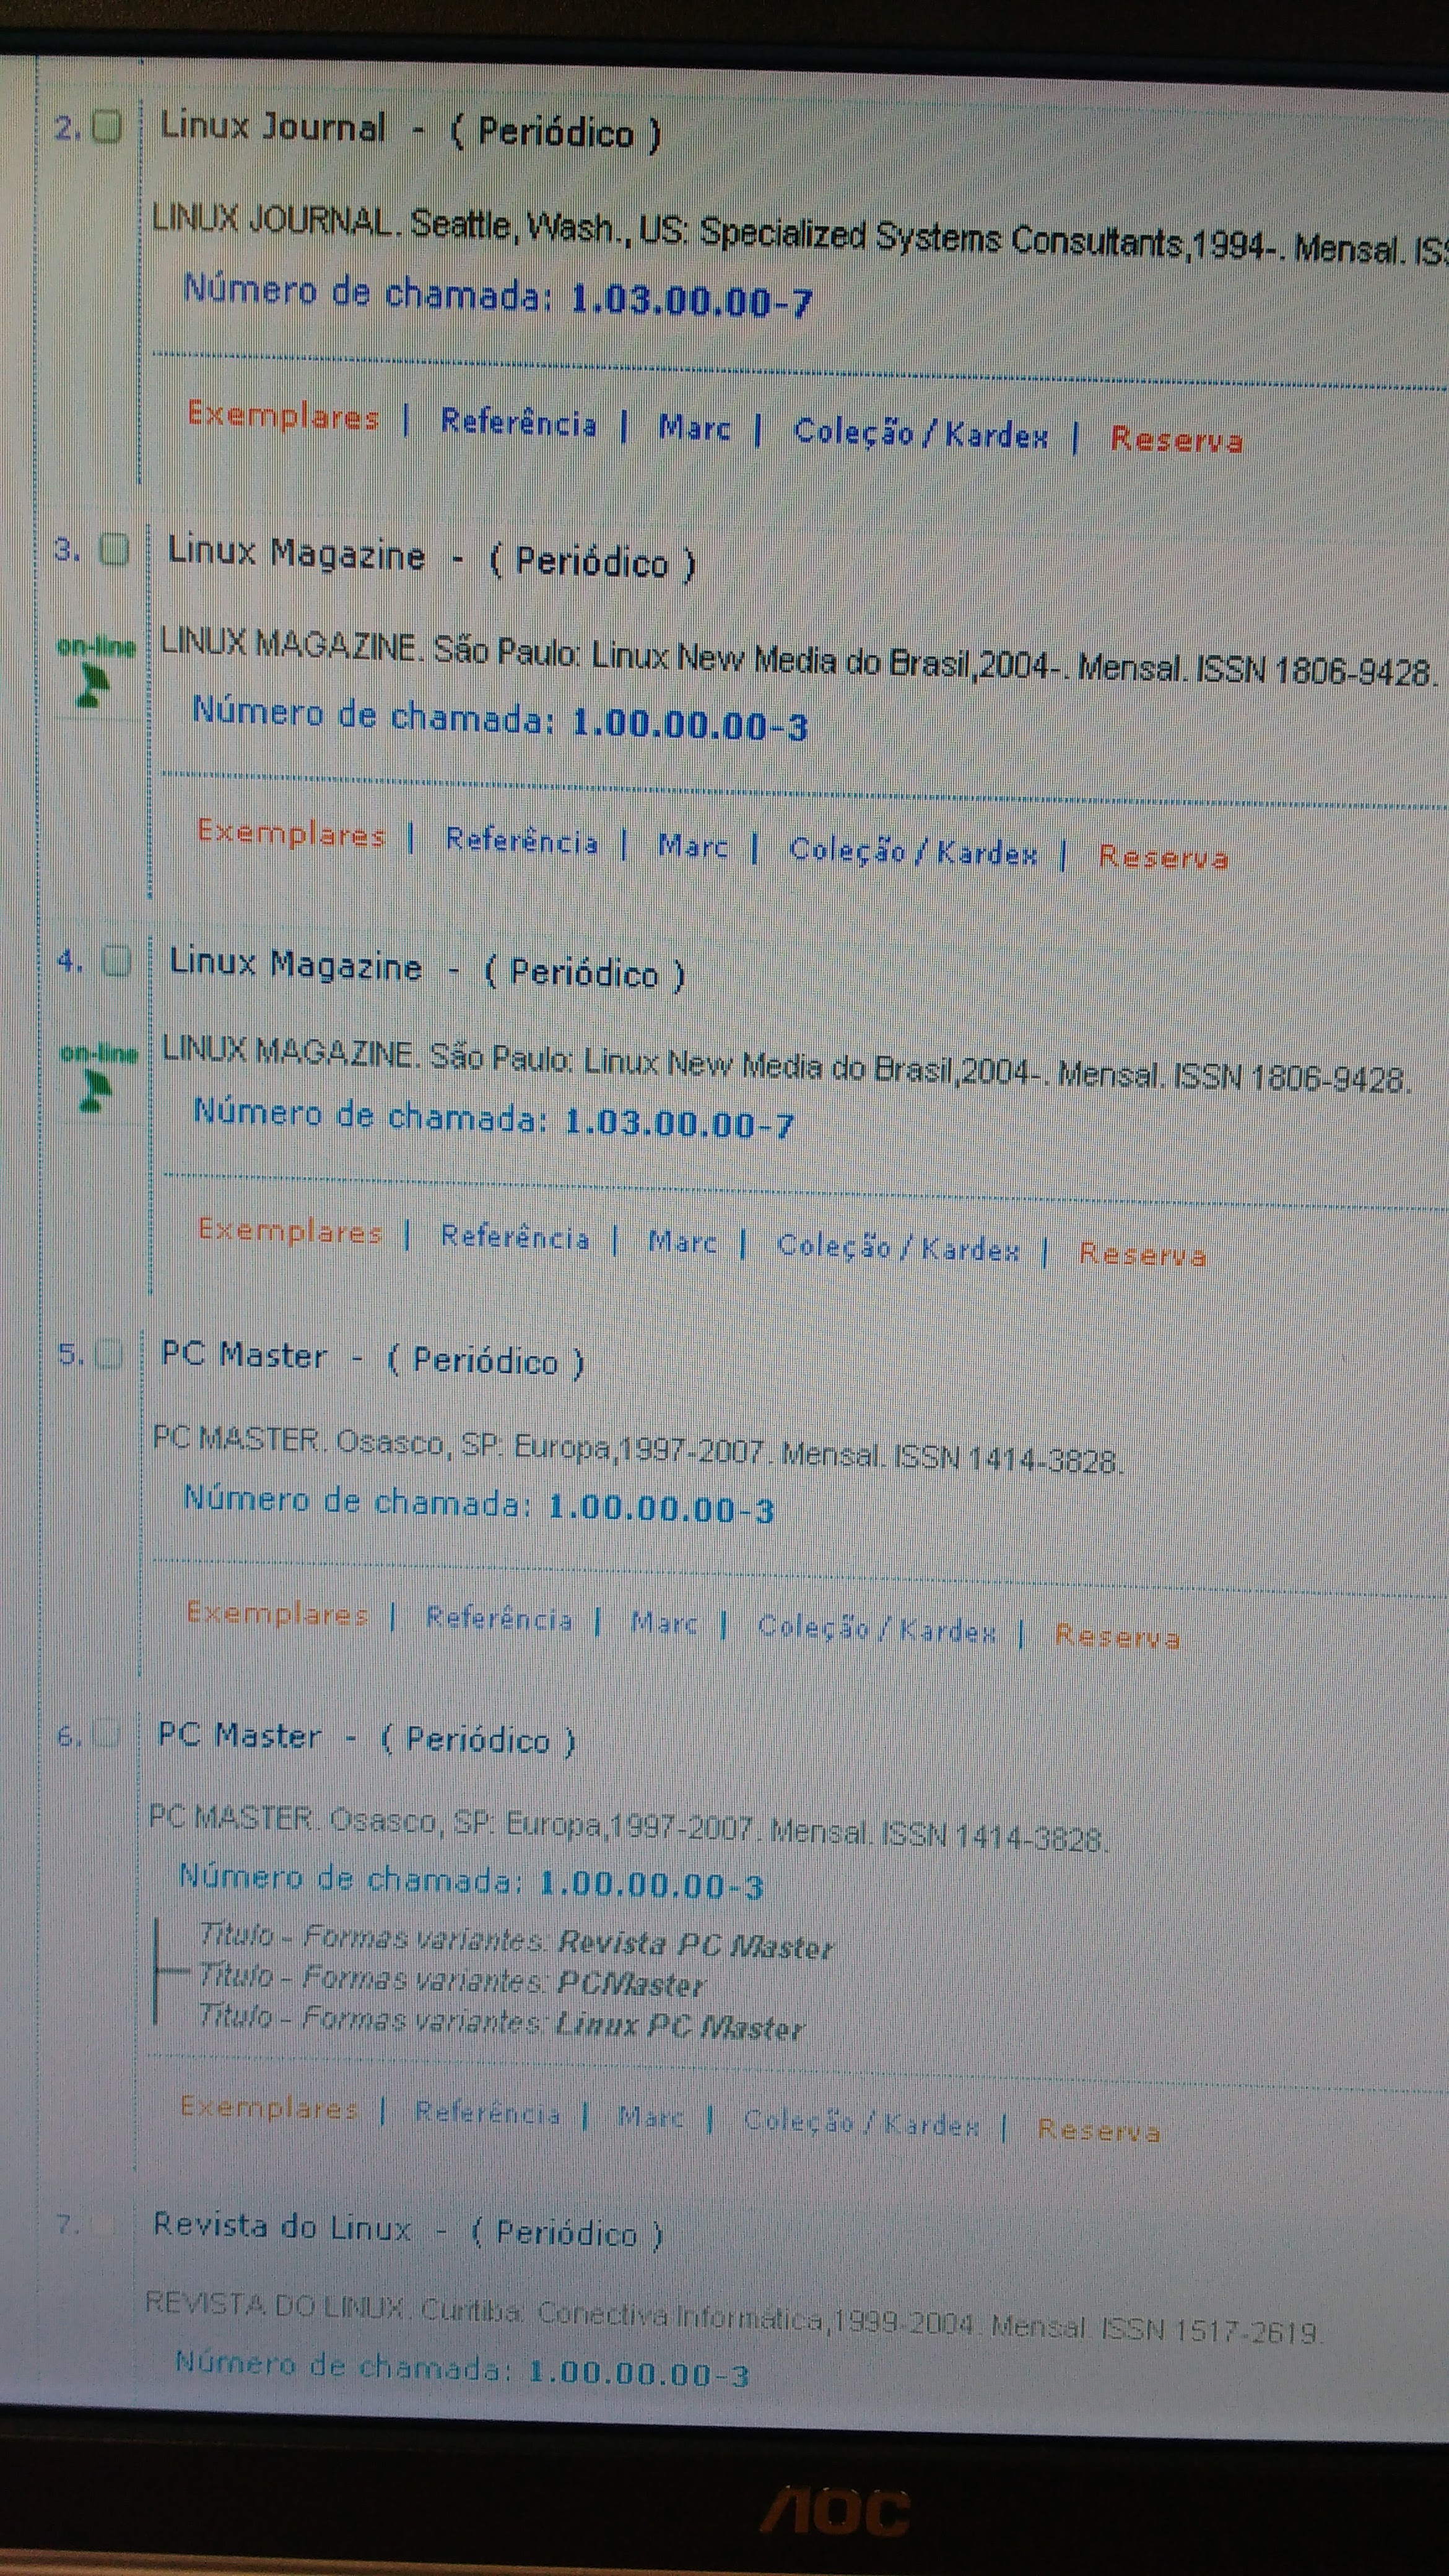 2. Linux Journal - ( Periódico )
LINUX JOURNAL. Seattle, Wash., US: Specialized Systems Consultants,1994-. Mensal. IS
Número de chamada: 1.03.00.00-7
Exemplares | Referência | Marc | Coleção / Kardex | Reserva
3. Linux Magazine - ( Periódico )
on-line LINUX MAGAZINE. São Paulo: Linux New Media do Brasil,2004-. Mensal. ISSN 1806-9428.
Número de chamada: 1.00.00.00-3
Exemplares | Referência | Marc | Coleção / Kardex | Reserva
4. Linux Magazine - ( Periódico )
on-line LINUX MAGAZINE. São Paulo: Linux New Media do Brasil,2004-. Mensal. ISSN 1806-9428.
Número de chamada: 1.03.00.00-7
Exemplares | Referência | Marc | Coleção / Kardex | Reserva
5. PC Master - ( Periódico )
PC MASTER. Osasco, SP: Europa,1997-2007. Mensal. ISSN 1414-3828.
Número de chamada: 1.00.00.00-3
Exemplares | Referência | Marc | Coleção / Kardex | Reserva
6. PC Master - ( Periódico )
PC MASTER. Osasco, SP: Europa,1997-2007. Mensal. ISSN 1414-3828.
Número de chamada: 1.00.00.00-3
Título - Formas variantes: Revista PC Master
Título - Formas variantes: PCMaster
Título - Formas variantes: Linux PC Master
Exemplares | Referência | Marc | Coleção / Kardex | Reserva
7. Revista do Linux - ( Periódico )
REVISTA DO LINUX. Curitiba: Conectiva Informática,1999-2004. Mensal. ISSN 1517-2619.
Número de chamada: 1.00.00.00-3
AOC